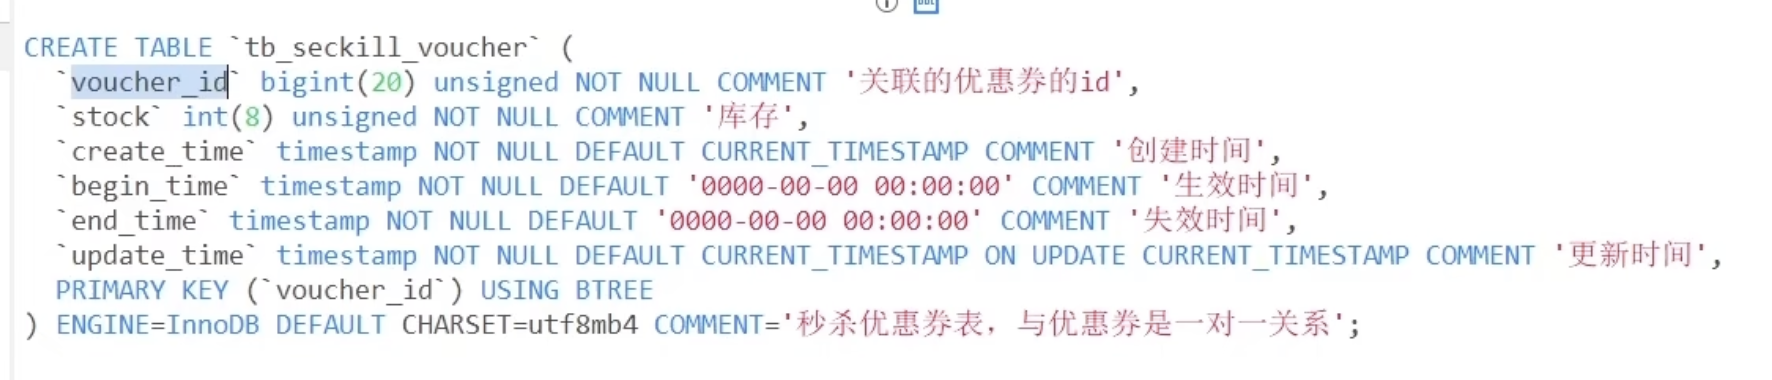 CREATE TABLE `tb_seckill_voucher` (
  `voucher_id` bigint(20) unsigned NOT NULL COMMENT '关联的优惠券的id',
  `stock` int(8) unsigned NOT NULL COMMENT '库存',
  `create_time` timestamp NOT NULL DEFAULT CURRENT_TIMESTAMP COMMENT '创建时间',
  `begin_time` timestamp NOT NULL DEFAULT '0000-00-00 00:00:00' COMMENT '生效时间',
  `end_time` timestamp NOT NULL DEFAULT '0000-00-00 00:00:00' COMMENT '失效时间',
  `update_time` timestamp NOT NULL DEFAULT CURRENT_TIMESTAMP ON UPDATE CURRENT_TIMESTAMP COMMENT '更新时间',
  PRIMARY KEY (`voucher_id`) USING BTREE
) ENGINE=InnoDB DEFAULT CHARSET=utf8mb4 COMMENT='秒杀优惠券表，与优惠券是一对一关系';